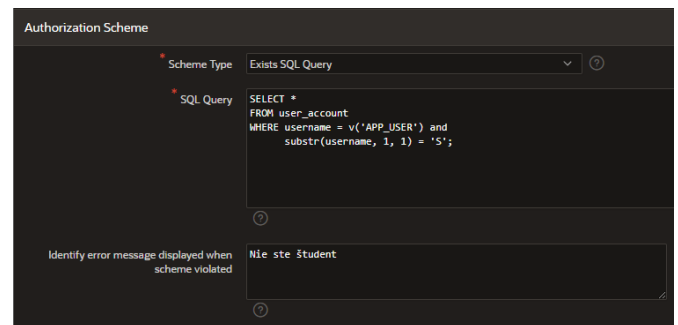 Authorization Scheme
* Scheme Type Exists SQL Query ?
* SQL Query SELECT *
FROM user_account
WHERE username = v('APP_USER') and
substr(username, 1, 1) = 'S';
?
Identify error message displayed when Nie ste študent
scheme violated
?